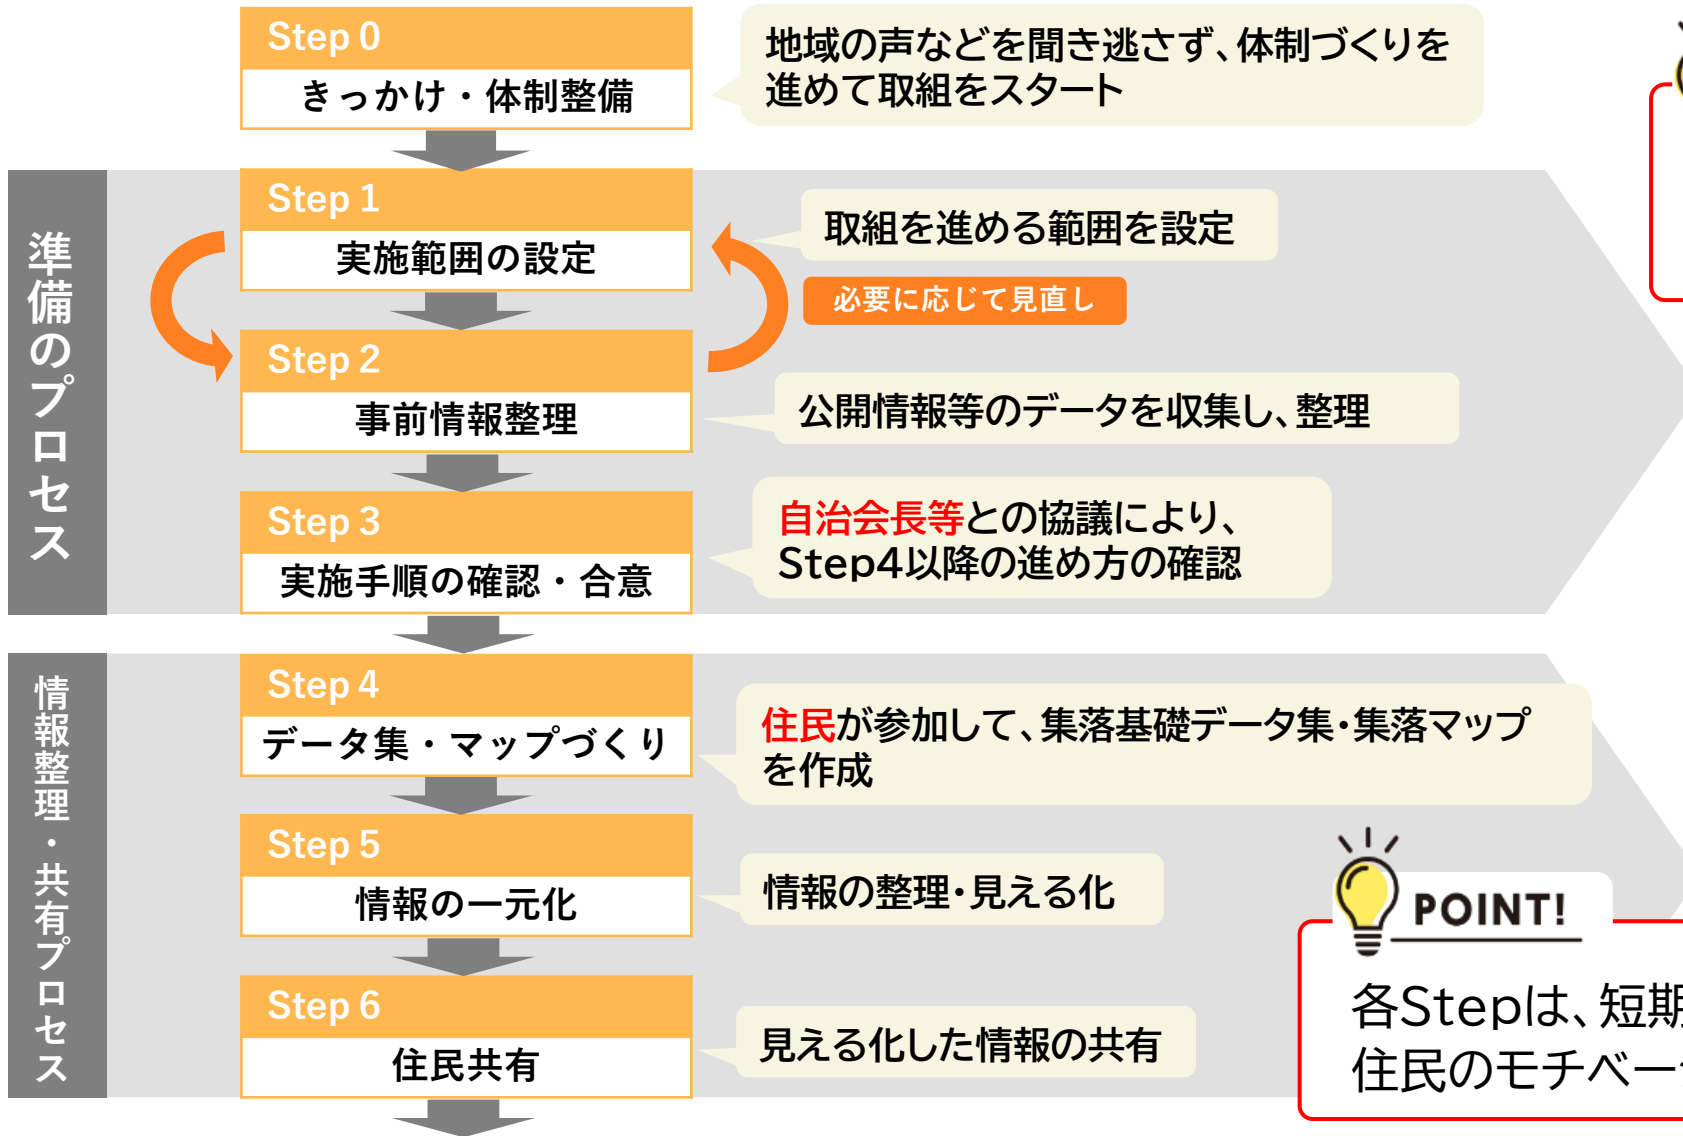 Step 0
きっかけ・体制整備
地域の声などを聞き逃さず、体制づくりを
進めて取組をスタート
準備のプロセス
Step 1
実施範囲の設定
取組を進める範囲を設定
必要に応じて見直し
Step 2
事前情報整理
公開情報等のデータを収集し、整理
Step 3
実施手順の確認・合意
自治会長等との協議により、
Step4以降の進め方の確認
情報整理・共有プロセス
Step 4
データ集・マップづくり
住民が参加して、集落基礎データ集・集落マップ
を作成
Step 5
情報の一元化
情報の整理・見える化
Step 6
住民共有
見える化した情報の共有
POINT!
各Stepは、短期
住民のモチベー